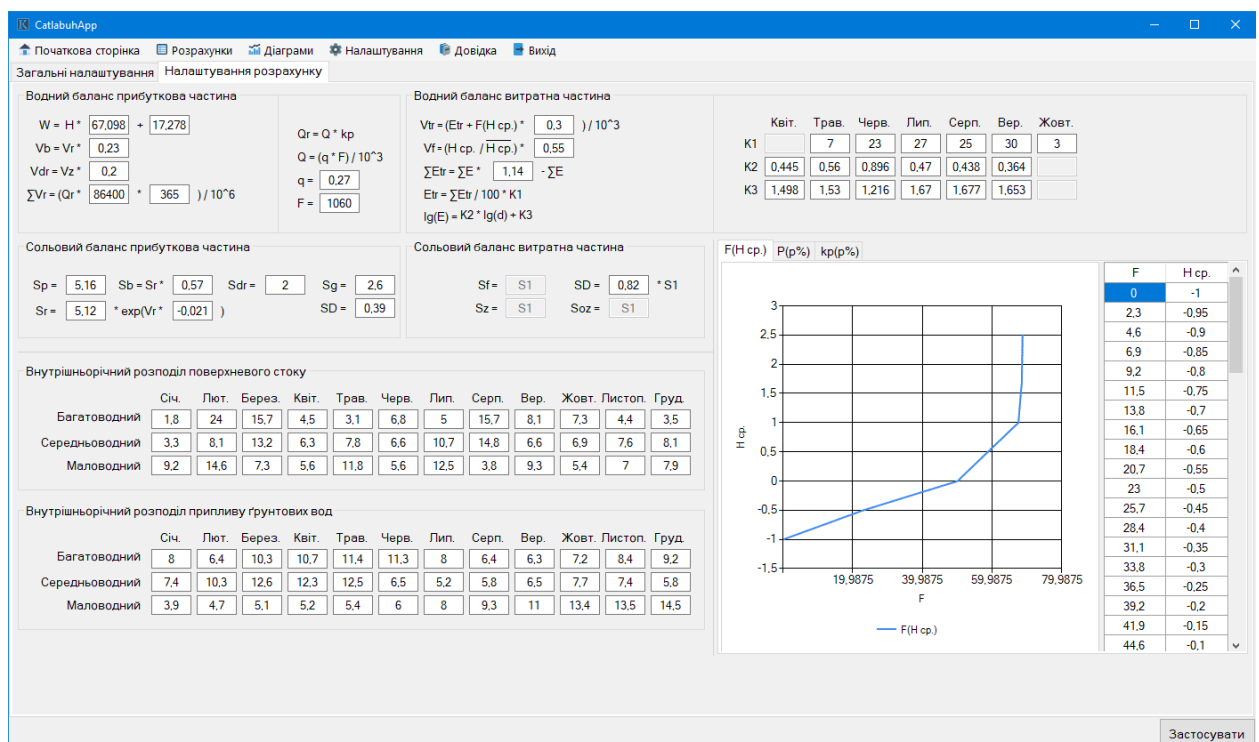 CatlabuhApp
Початкова сторінка Розрахунки Діаграми Налаштування Довідка Вихід
Загальні налаштування Налаштування розрахунку
Водний баланс прибуткова частина
W = H * 67,098 + 17,278
Vb = Vr * 0,23
Vdr = Vz * 0,2
∑Vr = (Qr * 86400 * 365 ) / 10^6
Qr = Q * kp
Q = (q * F) / 10^3
q = 0,27
F = 1060
Водний баланс витратна частина
Vtr = (Etr + F(H ср.) * 0,3 ) / 10^3
Vf = (H ср. / H ср.) * 0,55
∑Etr = ∑E * 1,14 - ∑E
Etr = ∑Etr / 100 * K1
lg(E) = K2 * lg(d) + K3
Квіт. Трав. Черв. Лип. Серп. Вер. Жовт.
K1 7 23 27 25 30 3
K2 0,445 0,56 0,896 0,47 0,438 0,364
K3 1,498 1,53 1,216 1,67 1,677 1,653
Сольовий баланс прибуткова частина
Sp = 5,16 Sb = Sr * 0,57 Sdr = 2 Sg = 2,6
Sr = 5,12 * exp(Vr * -0,021 ) SD = 0,39
Сольовий баланс витратна частина
Sf = S1 SD = 0,82 * S1
Sz = S1 Soz = S1
Внутрішньорічний розподіл поверхневого стоку
Січ. Лют. Берез. Квіт. Трав. Черв. Лип. Серп. Вер. Жовт. Листоп. Груд.
Багатоводний 1,8 24 15,7 4,5 3,1 6,8 5 15,7 8,1 7,3 4,4 3,5
Середньоводний 3,3 8,1 13,2 6,3 7,8 6,6 10,7 14,8 6,6 6,9 7,6 8,1
Маловодний 9,2 14,6 7,3 5,6 11,8 5,6 12,5 3,8 9,3 5,4 7 7,9
Внутрішньорічний розподіл припливу ґрунтових вод
Січ. Лют. Берез. Квіт. Трав. Черв. Лип. Серп. Вер. Жовт. Листоп. Груд.
Багатоводний 8 6,4 10,3 10,7 11,4 11,3 8 6,4 6,3 7,2 8,4 9,2
Середньоводний 7,4 10,3 12,6 12,3 12,5 6,5 5,2 5,8 6,5 7,7 7,4 5,8
Маловодний 3,9 4,7 5,1 5,2 5,4 6 8 9,3 11 13,4 13,5 14,5
F(H ср.) P(p%) kp(p%)
3
2,5
2
1,5
1
0,5
0
-0,5
-1
-1,5
H ср.
19,9875 39,9875 59,9875 79,9875
F
F(H ср.)
F H ср.
0 -1
2,3 -0,95
4,6 -0,9
6,9 -0,85
9,2 -0,8
11,5 -0,75
13,8 -0,7
16,1 -0,65
18,4 -0,6
20,7 -0,55
23 -0,5
25,7 -0,45
28,4 -0,4
31,1 -0,35
33,8 -0,3
36,5 -0,25
39,2 -0,2
41,9 -0,15
44,6 -0,1
Застосувати